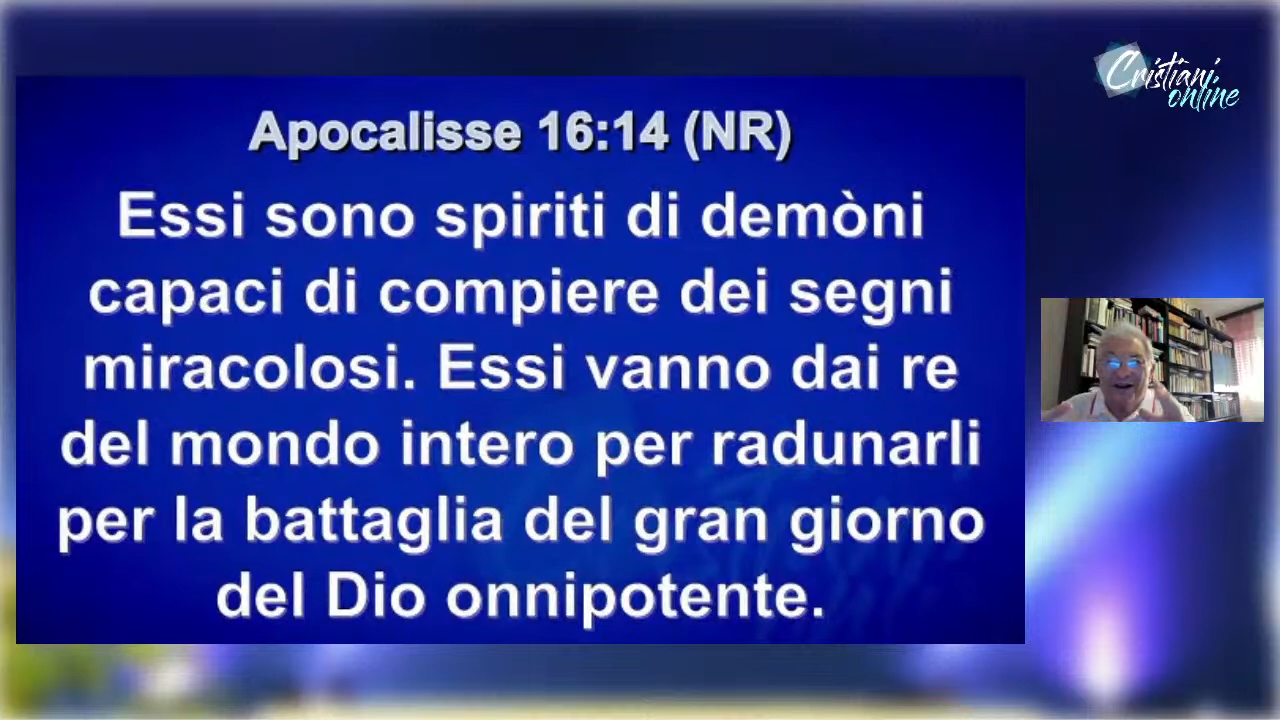 Cristiani
online
Apocalisse 16:14 (NR)
Essi sono spiriti di demòni
capaci di compiere dei segni
miracolosi. Essi vanno dai re
del mondo intero per radunarli
per la battaglia del gran giorno
del Dio onnipotente.